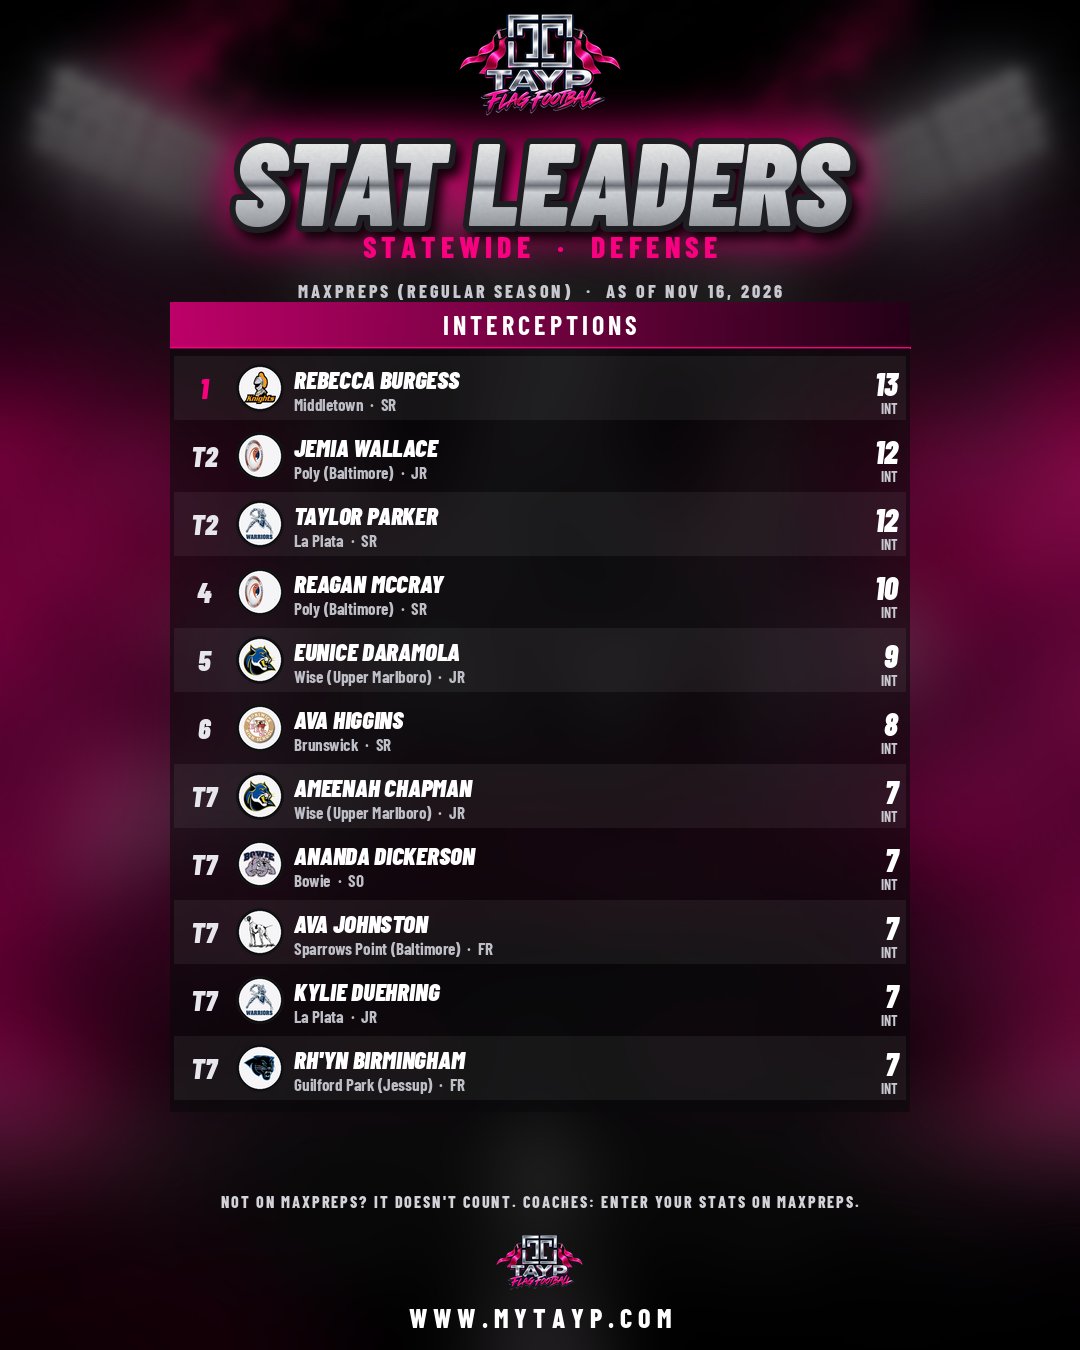 TAYP
FLAG FOOTBALL
STAT LEADERS
STATEWIDE · DEFENSE
MAXPREPS (REGULAR SEASON) · AS OF NOV 16, 2026
INTERCEPTIONS
1 Knights REBECCA BURGESS 13
Middletown · SR INT
T2 JEMIA WALLACE 12
Poly (Baltimore) · JR INT
T2 TAYLOR PARKER 12
WARRIORS La Plata · SR INT
4 REAGAN MCCRAY 10
Poly (Baltimore) · SR INT
5 EUNICE DARAMOLA 9
Wise (Upper Marlboro) · JR INT
6 AVA HIGGINS 8
Brunswick · SR INT
T7 AMEENAH CHAPMAN 7
Wise (Upper Marlboro) · JR INT
T7 BOWIE ANANDA DICKERSON 7
Bowie · SO INT
T7 AVA JOHNSTON 7
Sparrows Point (Baltimore) · FR INT
T7 KYLIE DUEHRING 7
WARRIORS La Plata · JR INT
T7 RH'YN BIRMINGHAM 7
Guilford Park (Jessup) · FR INT
NOT ON MAXPREPS? IT DOESN'T COUNT. COACHES: ENTER YOUR STATS ON MAXPREPS.
TAYP
FLAG FOOTBALL
WWW.MYTAYP.COM